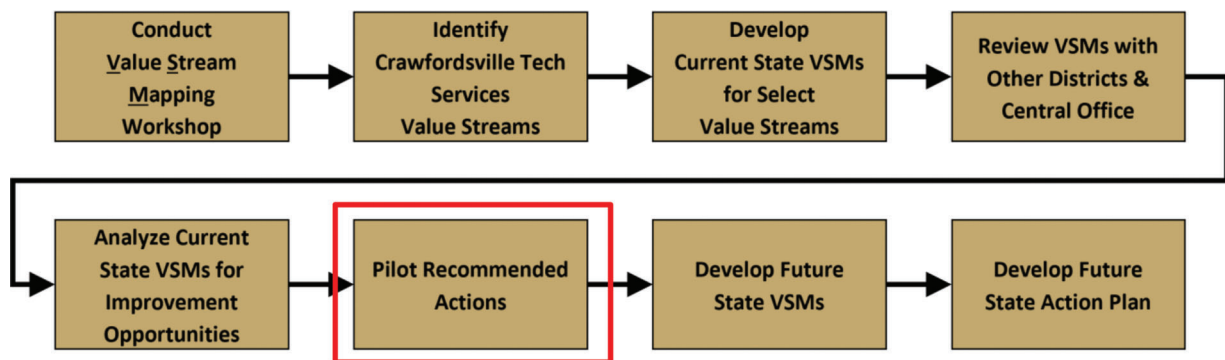 Conduct
Value Stream
Mapping
Workshop
Identify
Crawfordsville Tech
Services
Value Streams
Develop
Current State VSMs
for Select
Value Streams
Review VSMs with
Other Districts &
Central Office
Analyze Current
State VSMs for
Improvement
Opportunities
Pilot Recommended
Actions
Develop Future
State VSMs
Develop Future
State Action Plan